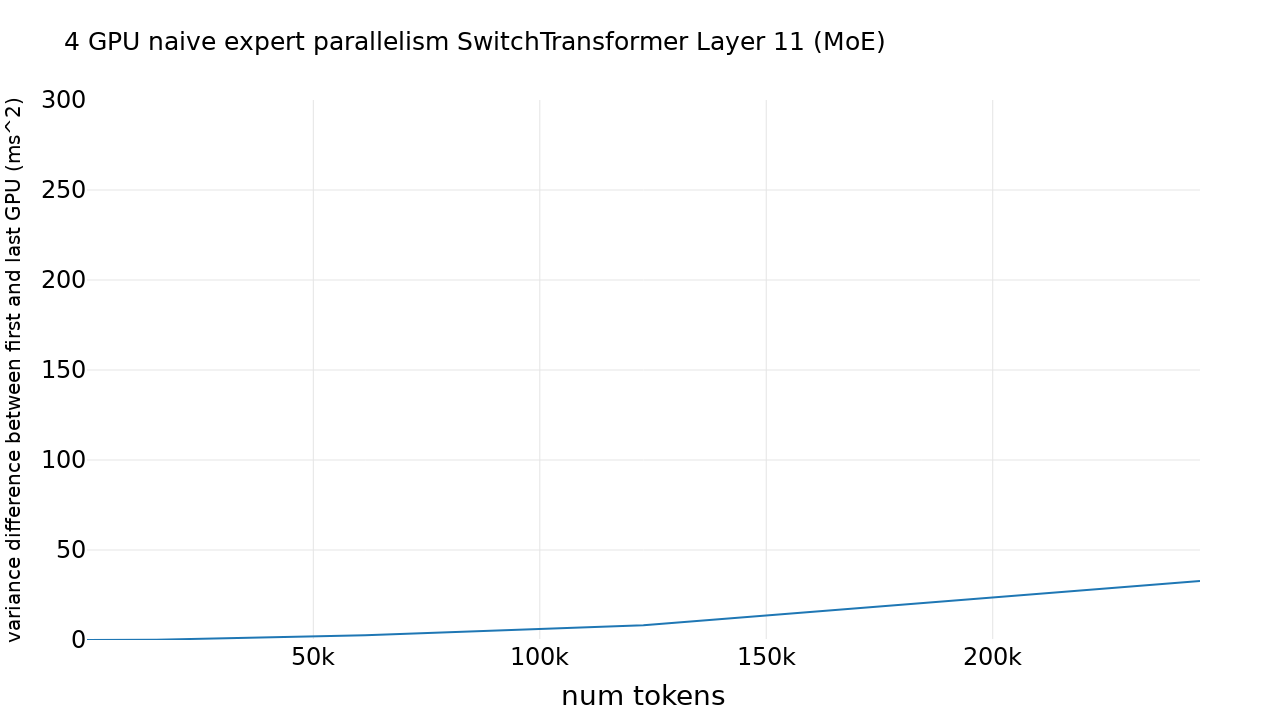 4 GPU naive expert parallelism SwitchTransformer Layer 11 (MoE)
variance difference between first and last GPU (ms^2)
300
250
200
150
100
50
0
50k
100k
150k
200k
num tokens